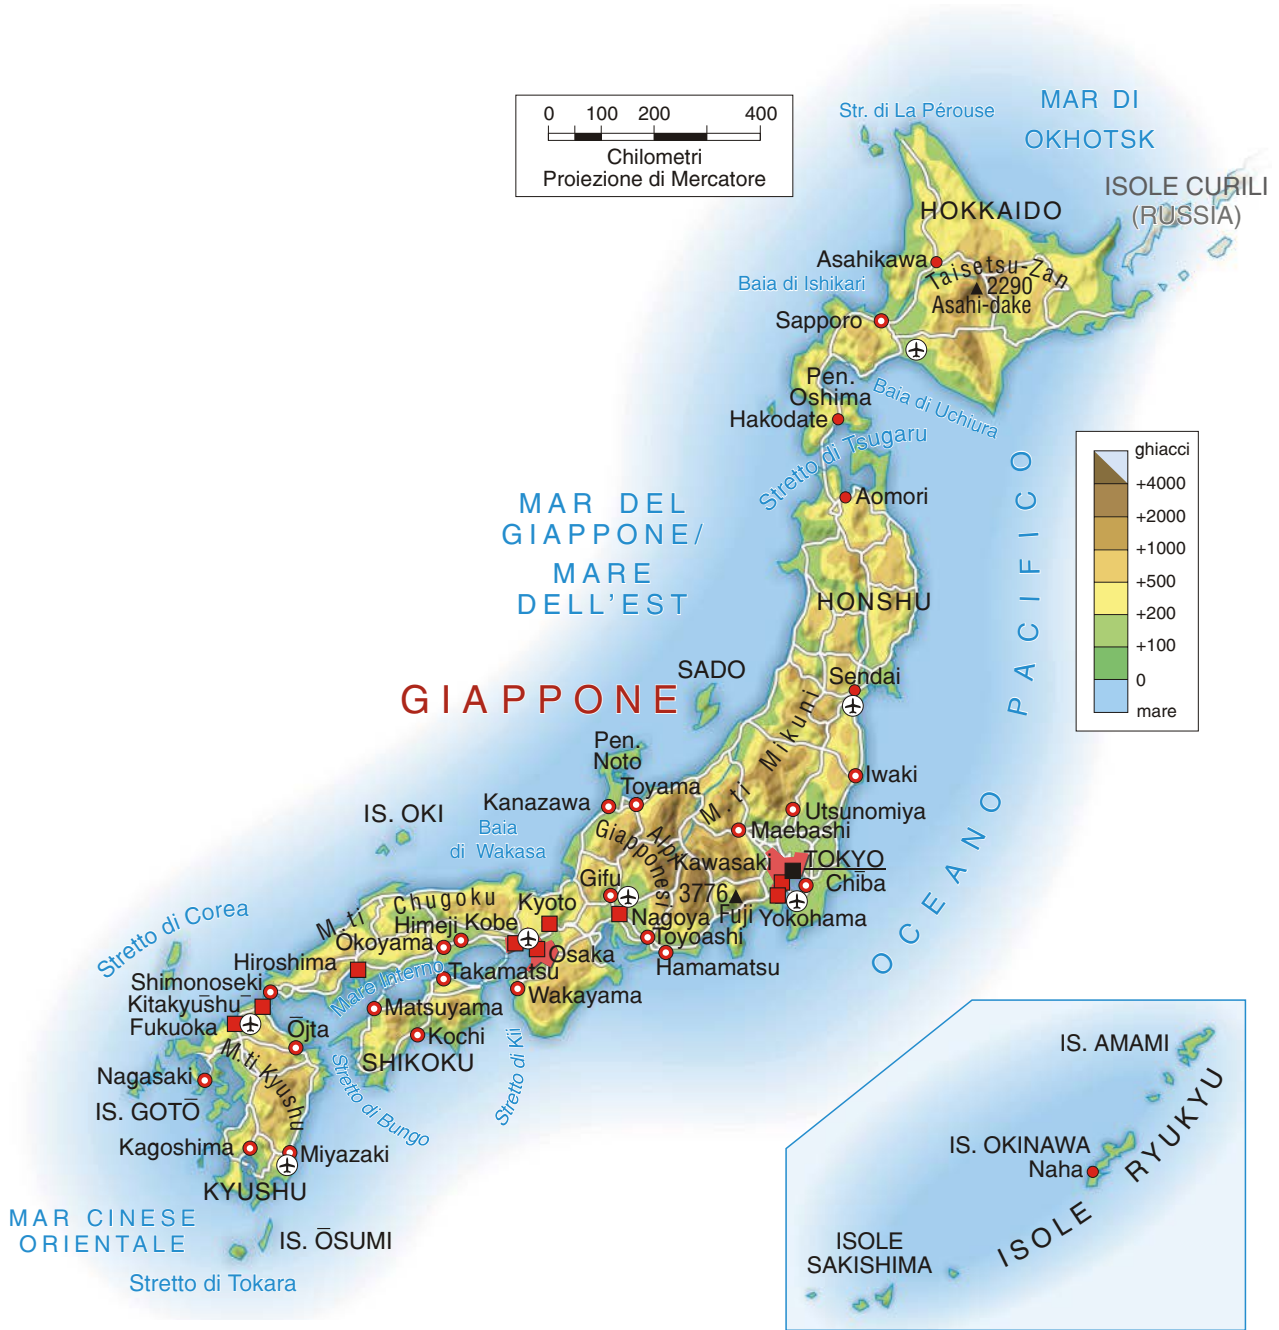 0 100 200 400
Chilometri
Proiezione di Mercatore
Str. di La Pérouse
MAR DI
OKHOTSK
ISOLE CURILI
(RUSSIA)
HOKKAIDO
Asahikawa
Taisetsu-Zan
2290
Asahi-dake
Baia di Ishikari
Sapporo
Pen.
Oshima
Baia di Uchiura
Hakodate
Stretto di Tsugaru
Aomori
ghiacci
+4000
+2000
+1000
+500
+200
+100
0
mare
MAR DEL
GIAPPONE/
MARE
DELL'EST
OCEANO PACIFICO
HONSHU
SADO
Sendai
GIAPPONE
M.ti Mikuni
Pen.
Noto
Toyama
Kanazawa
Iwaki
Utsunomiya
Maebashi
IS. OKI
Baia
di Wakasa
Alpi
Giapponesi
Kawasaki
TOKYO
Chiba
Gifu
3776
Fuji
Yokohama
M.ti Chugoku
Kyoto
Nagoya
Himeji
Kobe
Toyoashi
Okoyama
Osaka
Hamamatsu
Stretto di Corea
Hiroshima
Mare Interno
Takamatsu
Wakayama
Shimonoseki
Kitakyūshū
Matsuyama
Fukuoka
Ōjta
Kochi
SHIKOKU
M.ti Kyushu
Stretto di Kii
Stretto di Bungo
Nagasaki
IS. GOTŌ
Kagoshima
Miyazaki
KYUSHU
MAR CINESE
ORIENTALE
IS. ŌSUMI
Stretto di Tokara
IS. AMAMI
IS. OKINAWA
Naha
ISOLE RYUKYU
ISOLE
SAKISHIMA